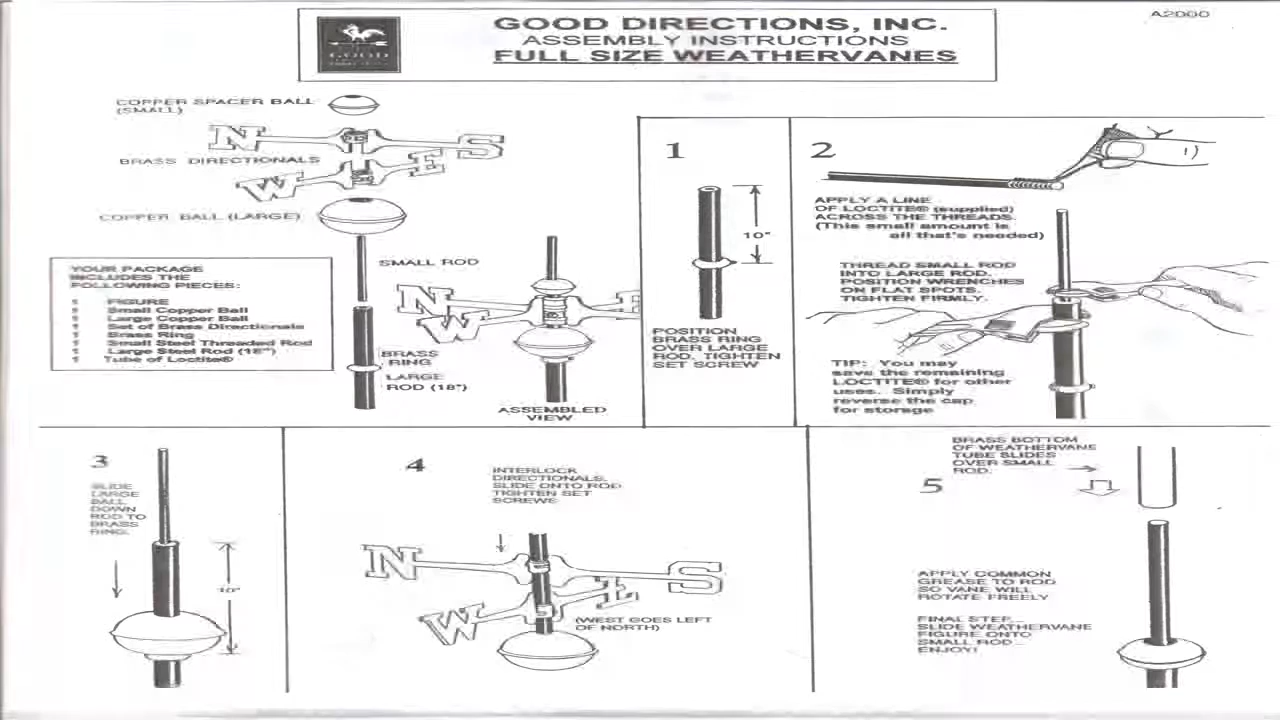 GOOD DIRECTIONS, INC.
ASSEMBLY INSTRUCTIONS
FULL SIZE WEATHERVANES
A2000
GOOD
COPPER SPACER BALL
(SMALL)
N
S
BRASS DIRECTIONALS
E
W
COPPER BALL (LARGE)
SMALL ROD
YOUR PACKAGE
INCLUDES THE
FOLLOWING PIECES:
1 FIGURE
1 Small Copper Ball
1 Large Copper Ball
1 Set of Brass Directionals
1 Brass Ring
1 Small Steel Threaded Rod
1 Large Steel Rod (18")
1 Tube of Loctite®
BRASS
RING
LARGE
ROD (18")
N
E
W
ASSEMBLED
VIEW
1
10"
POSITION
BRASS RING
OVER LARGE
ROD. TIGHTEN
SET SCREW
2
APPLY A LINE
OF LOCTITE® (supplied)
ACROSS THE THREADS.
(This small amount is
all that's needed)
THREAD SMALL ROD
INTO LARGE ROD.
POSITION WRENCHES
ON FLAT SPOTS.
TIGHTEN FIRMLY.
TIP: You may
save the remaining
LOCTITE® for other
uses. Simply
reverse the cap
for storage
3
SLIDE
LARGE
BALL
DOWN
ROD TO
BRASS
RING.
10"
4
INTERLOCK
DIRECTIONALS.
SLIDE ONTO ROD
TIGHTEN SET
SCREWS
N
S
E
W
(WEST GOES LEFT
OF NORTH)
5
BRASS BOTTOM
OF WEATHERVANE
TUBE SLIDES
OVER SMALL
ROD.
APPLY COMMON
GREASE TO ROD
SO VANE WILL
ROTATE FREELY
FINAL STEP...
SLIDE WEATHERVANE
FIGURE ONTO
SMALL ROD...
ENJOY!